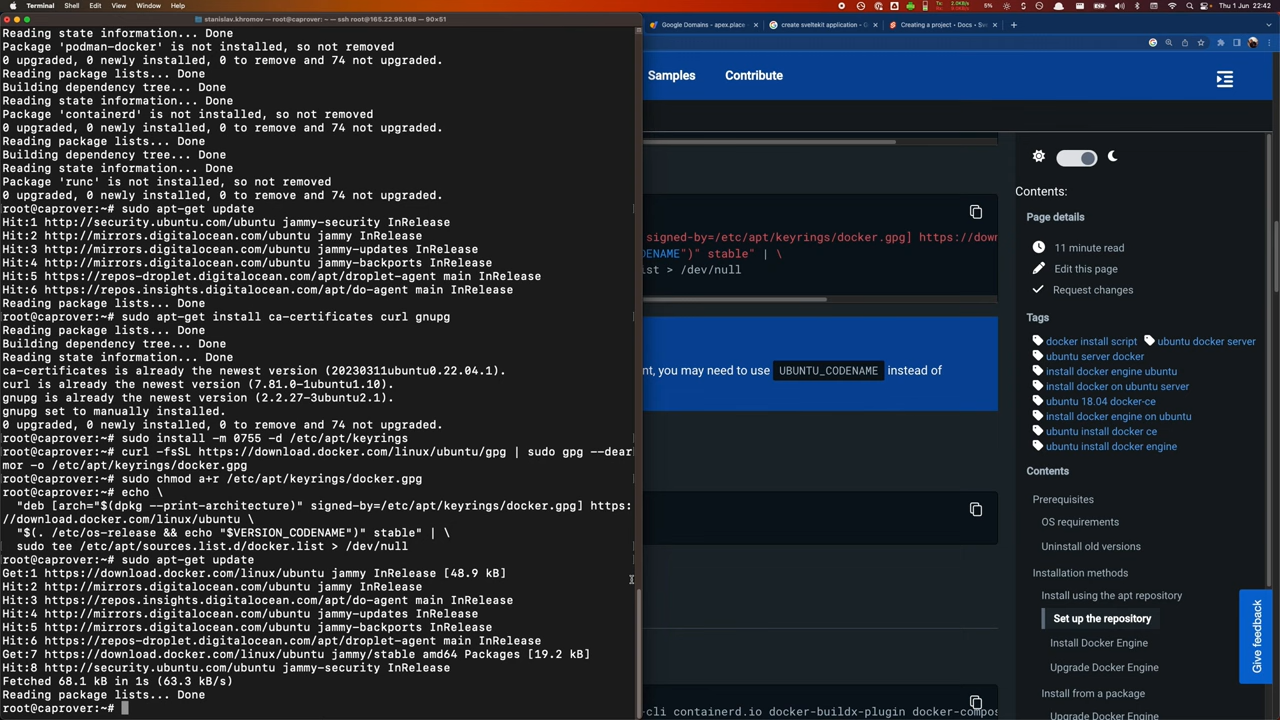 Terminal Shell Edit View Window Help
Thu 1 Jun 22:42
stanislav.khromov — root@caprover: ~ — ssh root@165.22.95.168 — 90×51
Google Domains - apex.place
create sveltekit application - G
Creating a project - Docs • Sv
Reading state information... Done
Package 'podman-docker' is not installed, so not removed
0 upgraded, 0 newly installed, 0 to remove and 74 not upgraded.
Reading package lists... Done
Building dependency tree... Done
Reading state information... Done
Package 'containerd' is not installed, so not removed
0 upgraded, 0 newly installed, 0 to remove and 74 not upgraded.
Reading package lists... Done
Building dependency tree... Done
Reading state information... Done
Package 'runc' is not installed, so not removed
0 upgraded, 0 newly installed, 0 to remove and 74 not upgraded.
root@caprover:~# sudo apt-get update
Hit:1 http://security.ubuntu.com/ubuntu jammy-security InRelease
Hit:2 http://mirrors.digitalocean.com/ubuntu jammy InRelease
Hit:3 http://mirrors.digitalocean.com/ubuntu jammy-updates InRelease
Hit:4 http://mirrors.digitalocean.com/ubuntu jammy-backports InRelease
Hit:5 https://repos-droplet.digitalocean.com/apt/droplet-agent main InRelease
Hit:6 https://repos.insights.digitalocean.com/apt/do-agent main InRelease
Reading package lists... Done
root@caprover:~# sudo apt-get install ca-certificates curl gnupg
Reading package lists... Done
Building dependency tree... Done
Reading state information... Done
ca-certificates is already the newest version (20230311ubuntu0.22.04.1).
curl is already the newest version (7.81.0-1ubuntu1.10).
gnupg is already the newest version (2.2.27-3ubuntu2.1).
gnupg set to manually installed.
0 upgraded, 0 newly installed, 0 to remove and 74 not upgraded.
root@caprover:~# sudo install -m 0755 -d /etc/apt/keyrings
root@caprover:~# curl -fsSL https://download.docker.com/linux/ubuntu/gpg | sudo gpg --dear
mor -o /etc/apt/keyrings/docker.gpg
root@caprover:~# sudo chmod a+r /etc/apt/keyrings/docker.gpg
root@caprover:~# echo \
"deb [arch="$(dpkg --print-architecture)" signed-by=/etc/apt/keyrings/docker.gpg] https:
//download.docker.com/linux/ubuntu \
"$(. /etc/os-release && echo "$VERSION_CODENAME")" stable" | \
sudo tee /etc/apt/sources.list.d/docker.list > /dev/null
root@caprover:~# sudo apt-get update
Get:1 https://download.docker.com/linux/ubuntu jammy InRelease [48.9 kB]
Hit:2 http://mirrors.digitalocean.com/ubuntu jammy InRelease
Hit:3 https://repos.insights.digitalocean.com/apt/do-agent main InRelease
Hit:4 http://mirrors.digitalocean.com/ubuntu jammy-updates InRelease
Hit:5 http://mirrors.digitalocean.com/ubuntu jammy-backports InRelease
Hit:6 https://repos-droplet.digitalocean.com/apt/droplet-agent main InRelease
Get:7 https://download.docker.com/linux/ubuntu jammy/stable amd64 Packages [19.2 kB]
Hit:8 http://security.ubuntu.com/ubuntu jammy-security InRelease
Fetched 68.1 kB in 1s (63.3 kB/s)
Reading package lists... Done
root@caprover:~#
Samples Contribute
signed-by=/etc/apt/keyrings/docker.gpg] https://dow
ENAME")" stable" | \
ist > /dev/null
nt, you may need to use UBUNTU_CODENAME instead of
-cli containerd.io docker-buildx-plugin docker-compos
Contents:
Page details
11 minute read
Edit this page
Request changes
Tags
docker install script ubuntu docker server
ubuntu server docker
install docker engine ubuntu
install docker on ubuntu server
ubuntu 18.04 docker-ce
install docker engine on ubuntu
ubuntu install docker ce
ubuntu install docker engine
Contents
Prerequisites
OS requirements
Uninstall old versions
Installation methods
Install using the apt repository
Set up the repository
Install Docker Engine
Upgrade Docker Engine
Install from a package
Upgrade Docker Engine
Give feedback